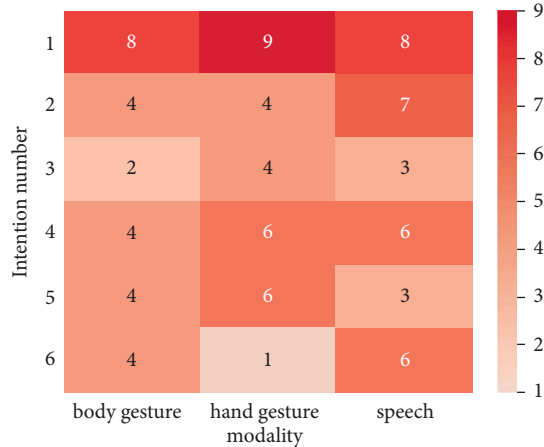 1 8 9 8 9
8
2 4 4 7 7
6
3 2 4 3
5
4 4 6 6 4
3
5 4 6 3
2
6 4 1 6 1
Intention number
body gesture hand gesture speech
modality